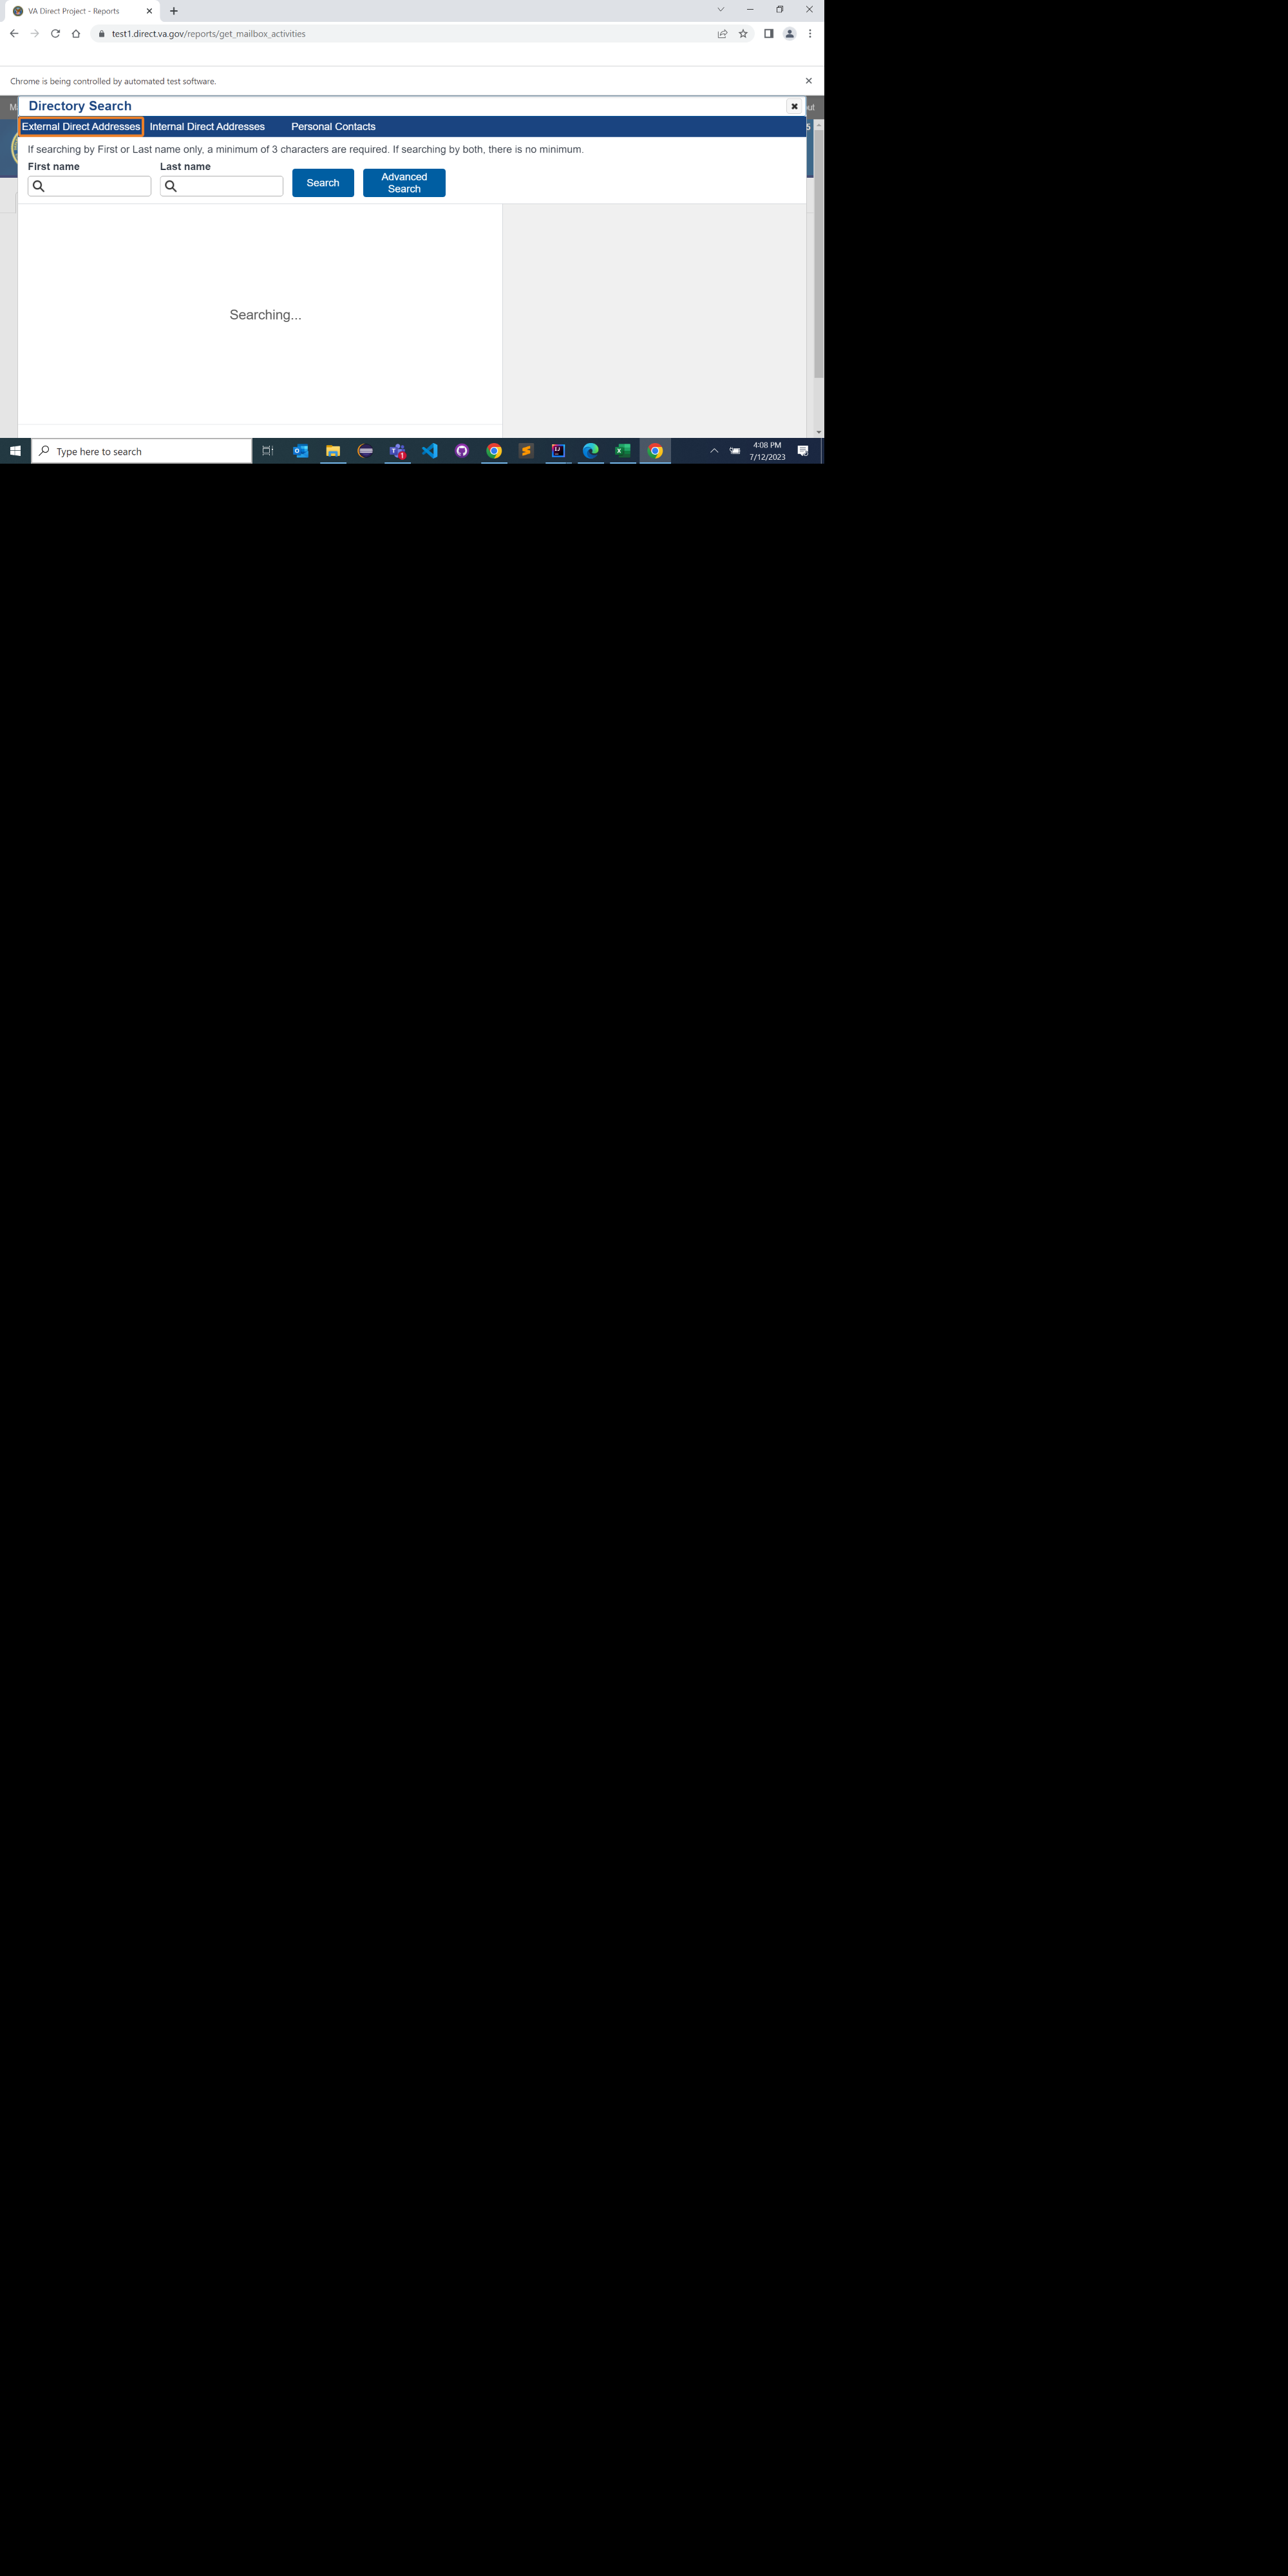 VA Direct Project - Reports
test1.direct.va.gov/reports/get_mailbox_activities
Chrome is being controlled by automated test software.
Directory Search
External Direct Addresses Internal Direct Addresses Personal Contacts
If searching by First or Last name only, a minimum of 3 characters are required. If searching by both, there is no minimum.
First name Last name
Search
Advanced
Search
Searching...
Type here to search
4:08 PM
7/12/2023